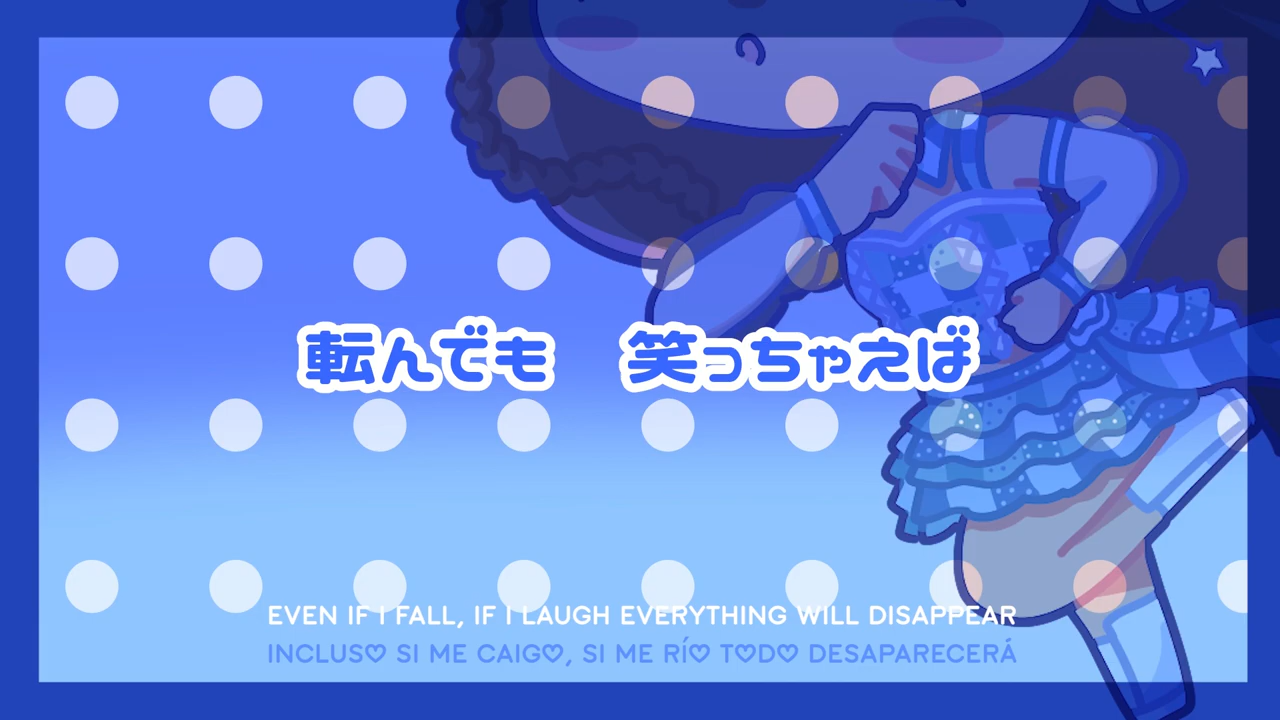 転んでも　笑っちゃえば
EVEN IF I FALL, IF I LAUGH EVERYTHING WILL DISAPPEAR
INCLUSO SI ME CAIGO, SI ME RÍO TODO DESAPARECERÁ